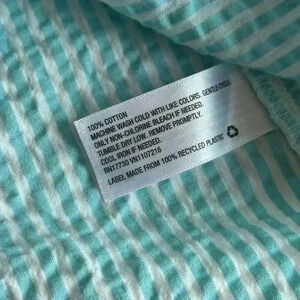 100% COTTON
MACHINE WASH COLD WITH LIKE COLORS. GENTLE CYCLE
ONLY NON-CHLORINE BLEACH IF NEEDED.
TUMBLE DRY LOW. REMOVE PROMPTLY.
COOL IRON IF NEEDED.
RN17730 VN1107216
LABEL MADE FROM 100% RECYCLED PLASTIC